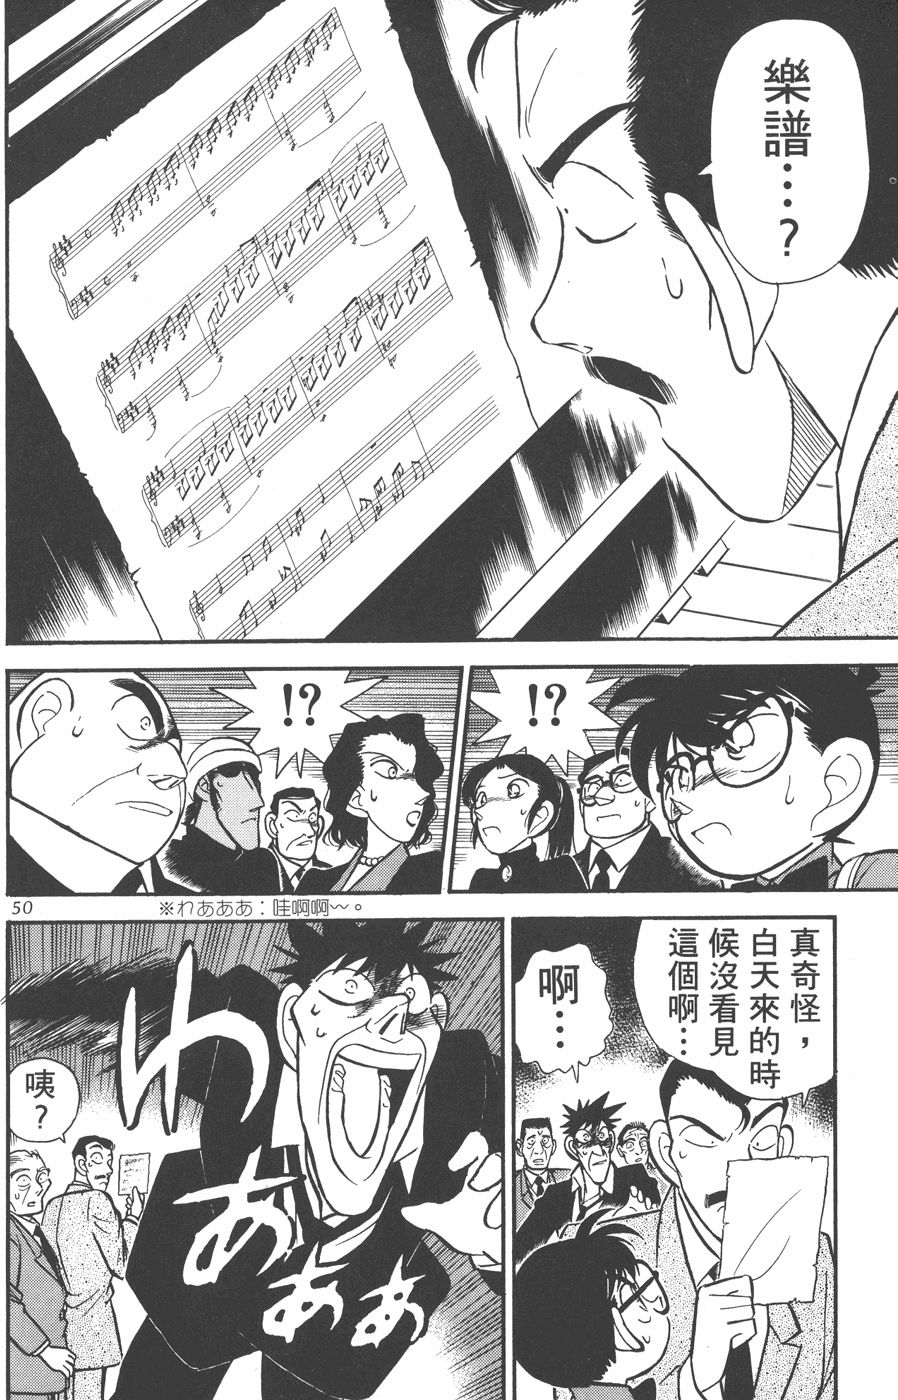 樂譜…?
!?
!?
真奇怪，
白天來的時
候沒看見
這個啊…
啊…
わあああ
咦?
50
※わあああ：哇啊啊～。